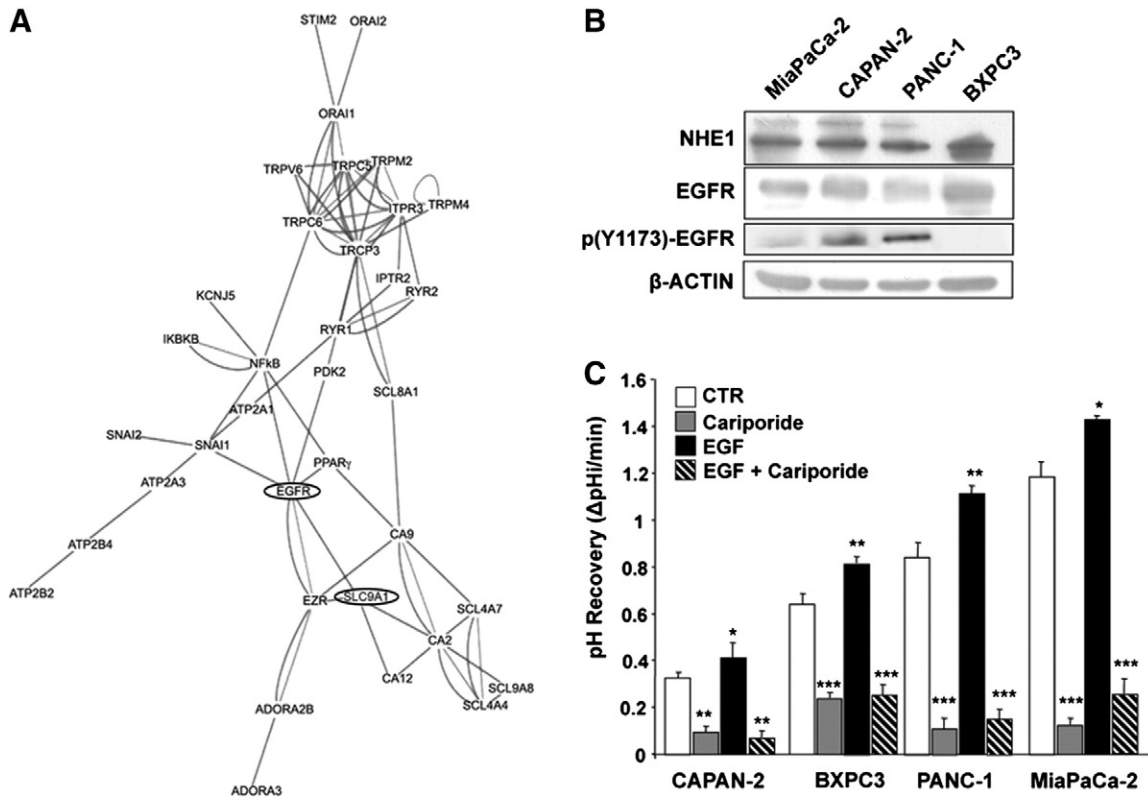 A
STIM2 ORAI2
ORAI1
TRPV6 TRPC5 TRPM2
TRPC6 ITPR3 TRPM4
TRCP3
IPTR2
RYR2
KCNJ5
RYR1
IKBKB
NFkB
PDK2
SCL8A1
ATP2A1
SNAI2 SNAI1
PPARγ
ATP2A3 EGFR
CA9
ATP2B4
ATP2B2
EZR SLC9A1 SCL4A7
CA2
CA12 SCL9A8
SCL4A4
ADORA2B
ADORA3
B
MiaPaCa-2 CAPAN-2 PANC-1 BXPC3
NHE1
EGFR
p(Y1173)-EGFR
β-ACTIN
C
pH Recovery (ΔpHi/min)
1.6
1.4
1.2
1
0.8
0.6
0.4
0.2
0
CTR
Cariporide
EGF
EGF + Cariporide
** * **
*** ** ***
*** ** ***
*** * ***
CAPAN-2 BXPC3 PANC-1 MiaPaCa-2